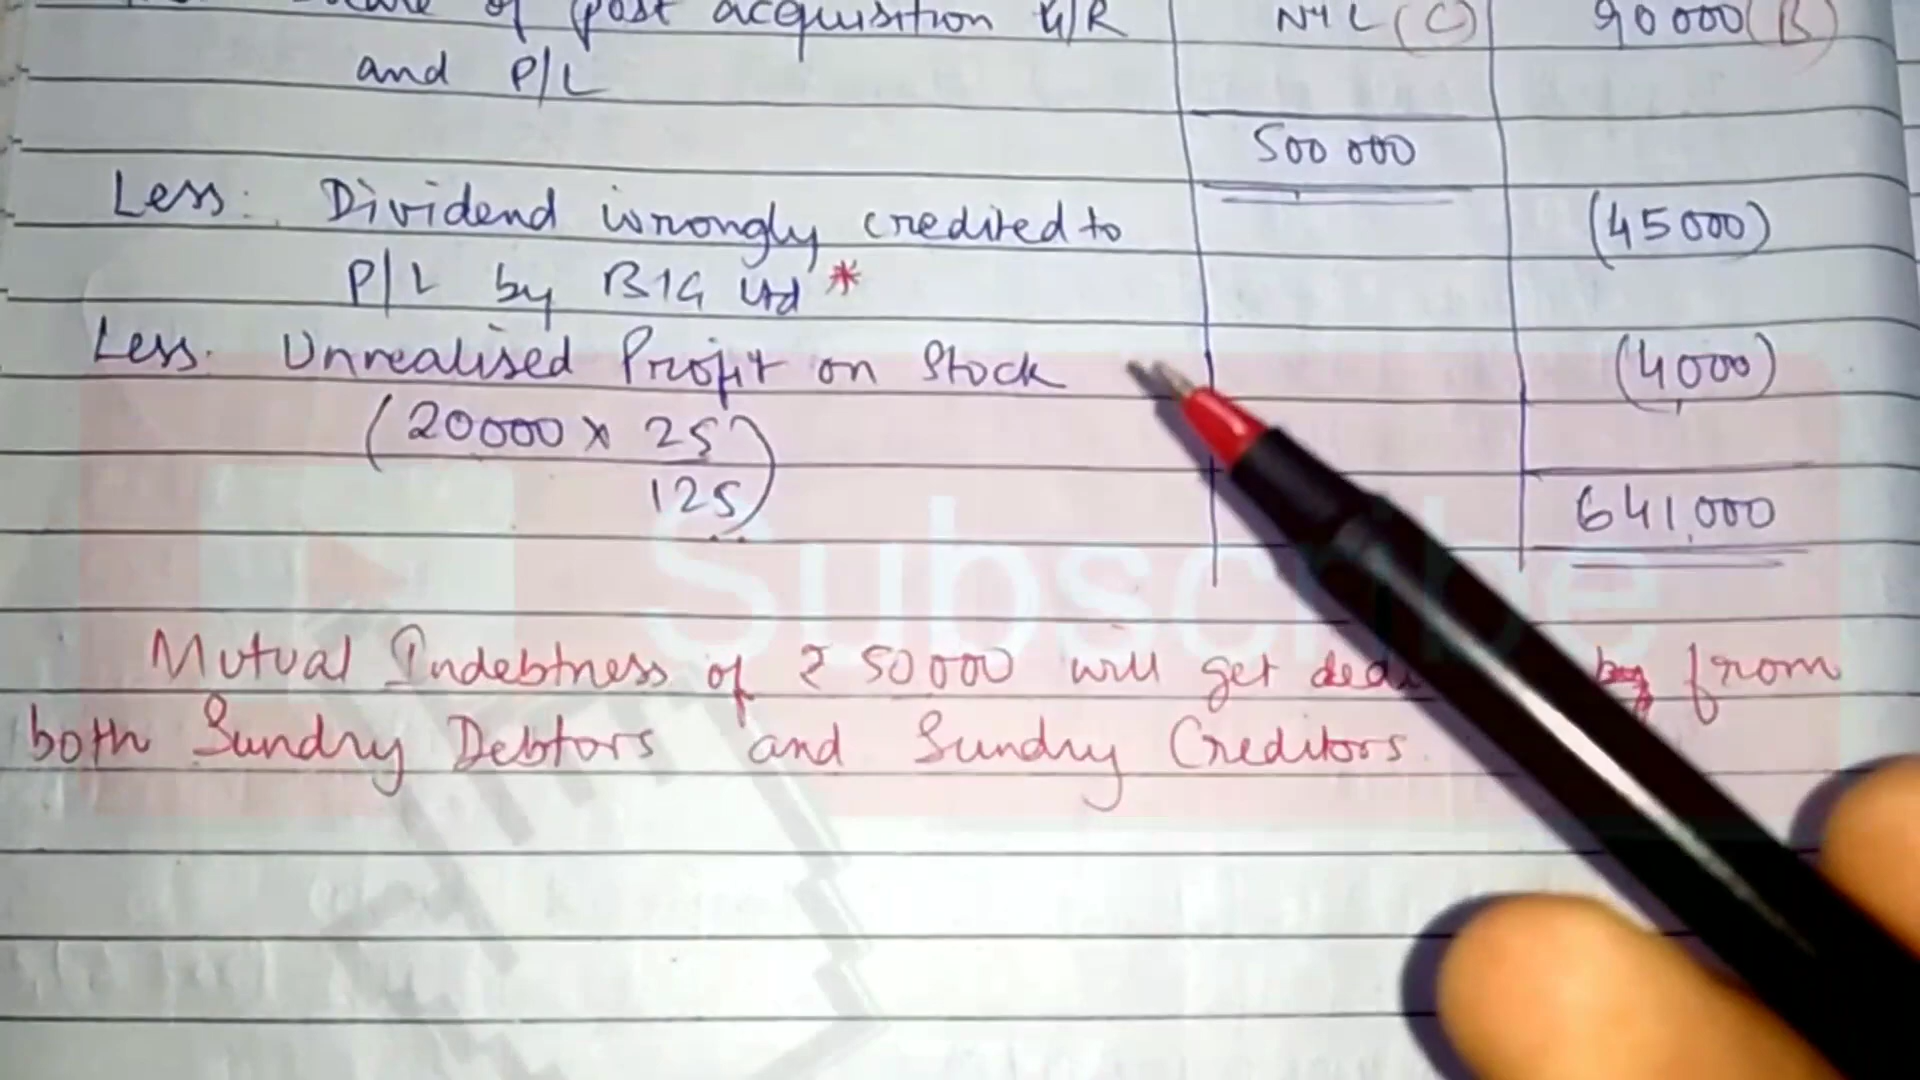 of post acquisition G/R NIL (C) 90000 (B)
and P/L
500 000
Less: Dividend wrongly credited to (45000)
P/L by BIG Ltd *
Less: Unrealised Profit on Stock (4000)
(20000 x 25
125)
641,000
Subscribe
Mutual Indebtness of ₹ 50000 will get from
both Sundry Debtors and Sundry Creditors.